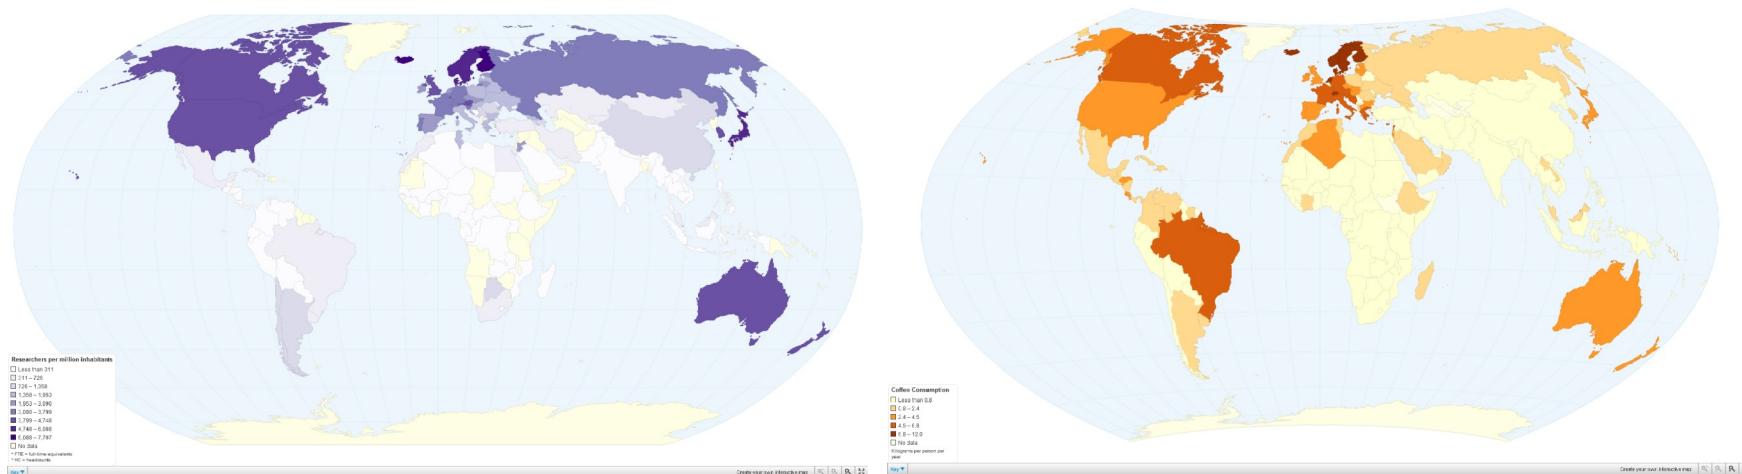 Researchers per million inhabitants
Less than 311
311 – 726
726 – 1,358
1,358 – 1,953
1,953 – 3,090
3,090 – 3,799
3,799 – 4,748
4,748 – 6,088
6,088 – 7,797
No data
* FTE = full-time equivalents
* HC = headcounts
Key
Create your own interactive map
Coffee Consumption
Less than 0.8
0.8 – 2.4
2.4 – 4.5
4.5 – 6.8
6.8 – 12.0
No data
Kilograms per person per
year
Key
Create your own interactive map